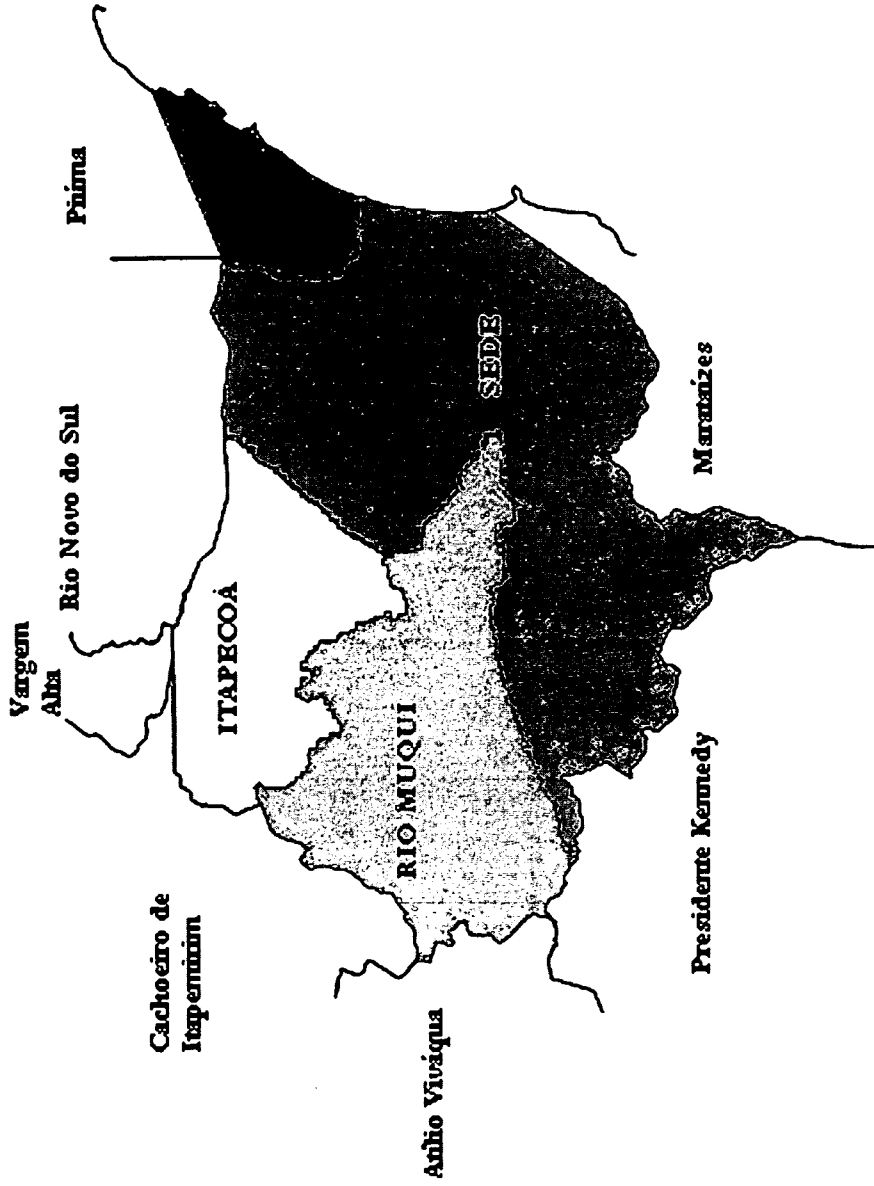 Vargem
Alta
Rio Novo do Sul
Piúma
Cachoeiro de
Itapemirim
ITAPECOÁ
RIO MUQUI
SEDE
Atílio Viváqua
Presidente Kennedy
Marataízes